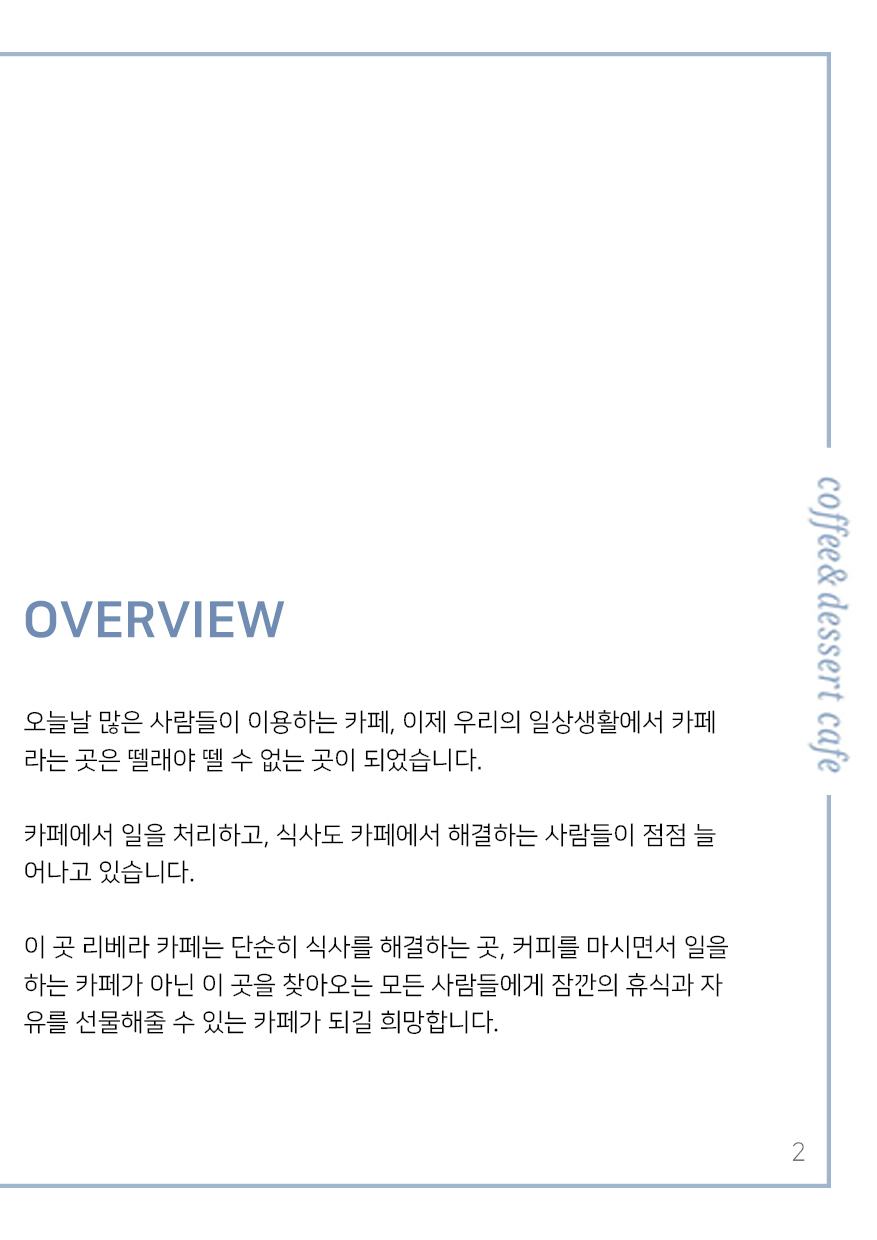 OVERVIEW
오늘날 많은 사람들이 이용하는 카페, 이제 우리의 일상생활에서 카페
라는 곳은 뗄래야 뗄 수 없는 곳이 되었습니다.
카페에서 일을 처리하고, 식사도 카페에서 해결하는 사람들이 점점 늘
어나고 있습니다.
이 곳 리베라 카페는 단순히 식사를 해결하는 곳, 커피를 마시면서 일을
하는 카페가 아닌 이 곳을 찾아오는 모든 사람들에게 잠깐의 휴식과 자
유를 선물해줄 수 있는 카페가 되길 희망합니다.
coffee& dessert cafe
2